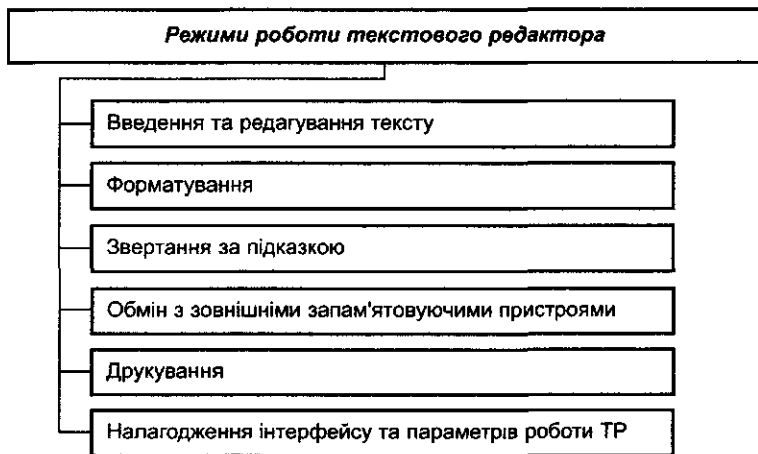 Режими роботи текстового редактора
Введення та редагування тексту
Форматування
Звертання за підказкою
Обмін з зовнішніми запам'ятовуючими пристроями
Друкування
Налагодження інтерфейсу та параметрів роботи ТР